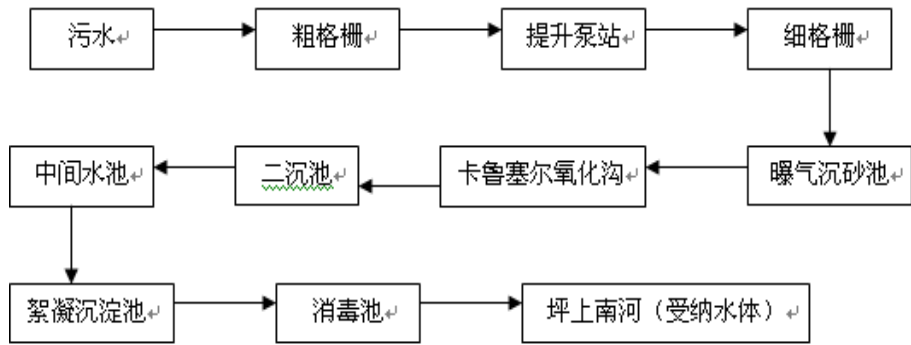 污水
粗格栅
提升泵站
细格栅
中间水池
二沉池
卡鲁塞尔氧化沟
曝气沉砂池
絮凝沉淀池
消毒池
坪上南河（受纳水体）